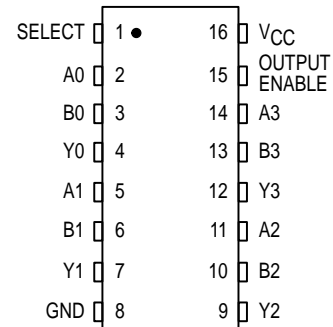 SELECT 1 16 VCC
A0 2 15 OUTPUT ENABLE
B0 3 14 A3
Y0 4 13 B3
A1 5 12 Y3
B1 6 11 A2
Y1 7 10 B2
GND 8 9 Y2